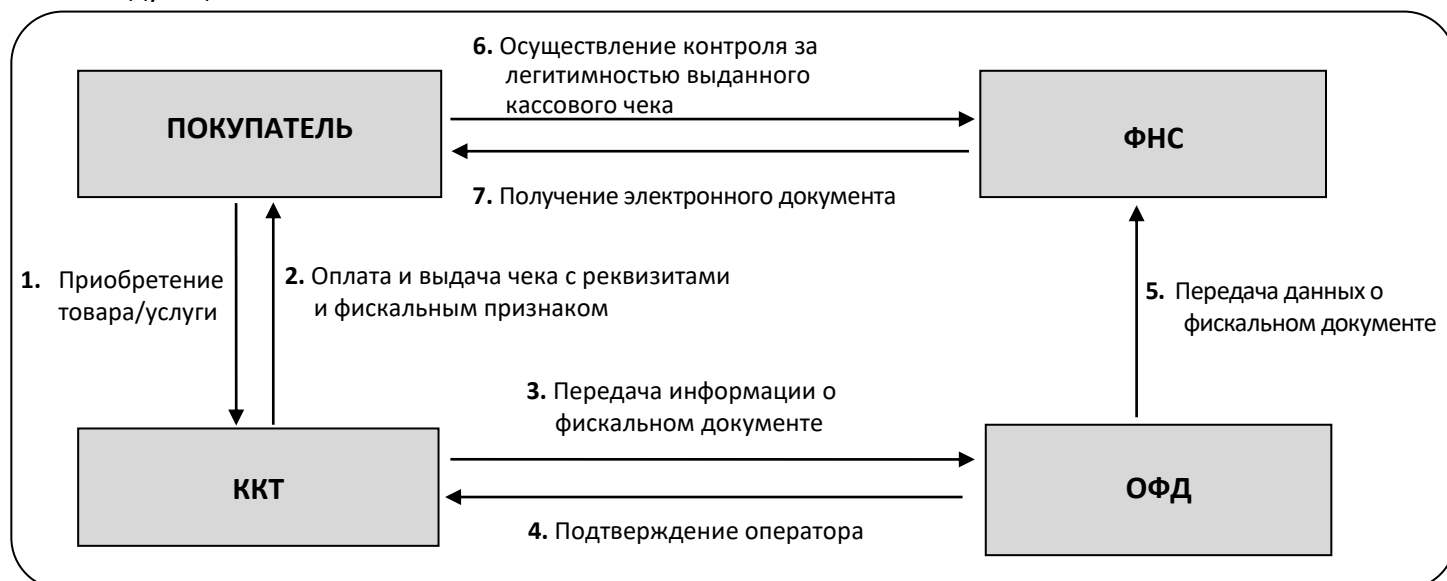 6. Осуществление контроля за
легитимностью выданного
кассового чека
ПОКУПАТЕЛЬ
ФНС
7. Получение электронного документа
1. Приобретение
товара/услуги
2. Оплата и выдача чека с реквизитами
и фискальным признаком
5. Передача данных о
фискальном документе
3. Передача информации о
фискальном документе
ККТ
ОФД
4. Подтверждение оператора